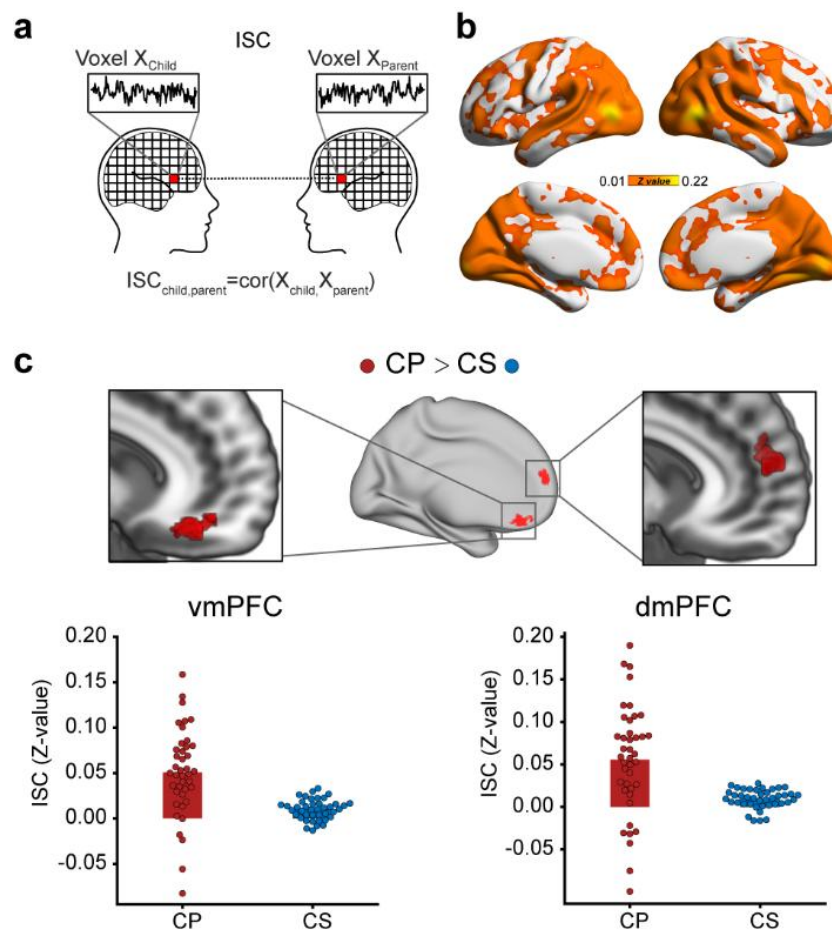 a
ISC
Voxel X_Child
Voxel X_Parent
ISC_child,parent=cor(X_child,X_parent)
b
0.01 Z value 0.22
c
CP > CS
vmPFC
ISC (Z-value)
0.20
0.15
0.10
0.05
0.00
-0.05
CP CS
dmPFC
ISC (Z-value)
0.20
0.15
0.10
0.05
0.00
-0.05
CP CS